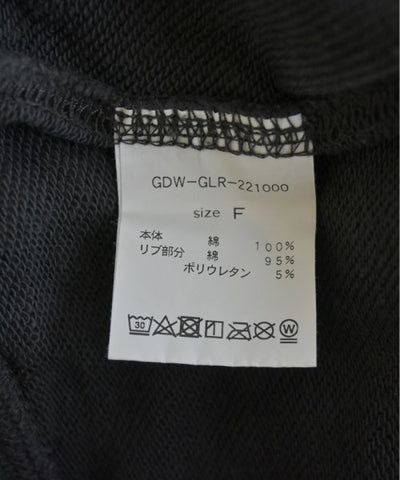 GDW-GLR-221000
size F
本体 綿 100%
リブ部分 綿 95%
ポリウレタン 5%
30 W